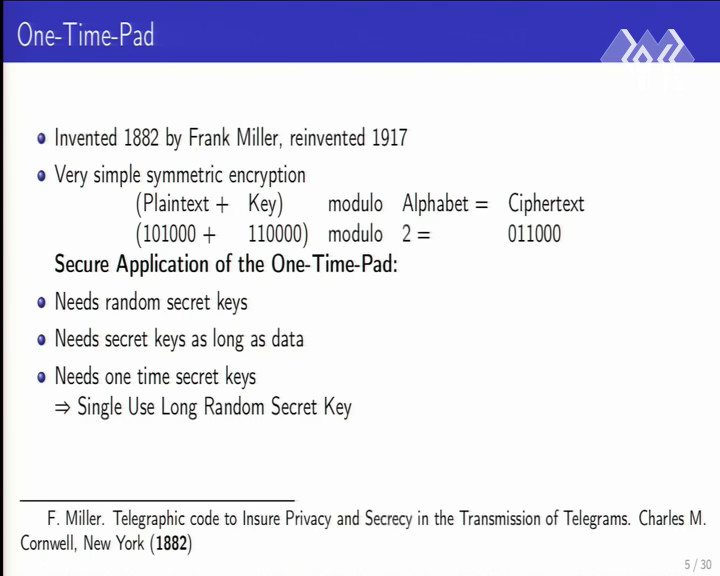 One-Time-Pad
Invented 1882 by Frank Miller, reinvented 1917
Very simple symmetric encryption
(Plaintext + Key) modulo Alphabet = Ciphertext
(101000 + 110000) modulo 2 = 011000
Secure Application of the One-Time-Pad:
Needs random secret keys
Needs secret keys as long as data
Needs one time secret keys
⇒ Single Use Long Random Secret Key
F. Miller. Telegraphic code to Insure Privacy and Secrecy in the Transmission of Telegrams. Charles M.
Cornwell, New York (1882)
5 / 30